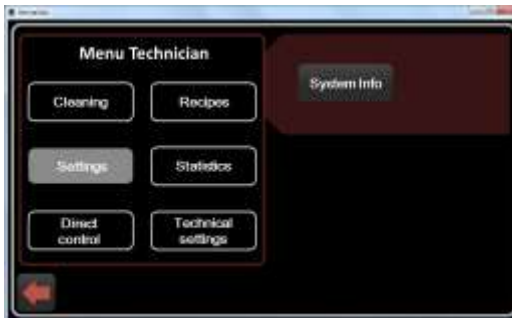 Menu Technician
System Info
Cleaning
Recipes
Settings
Statistics
Direct
control
Technical
settings